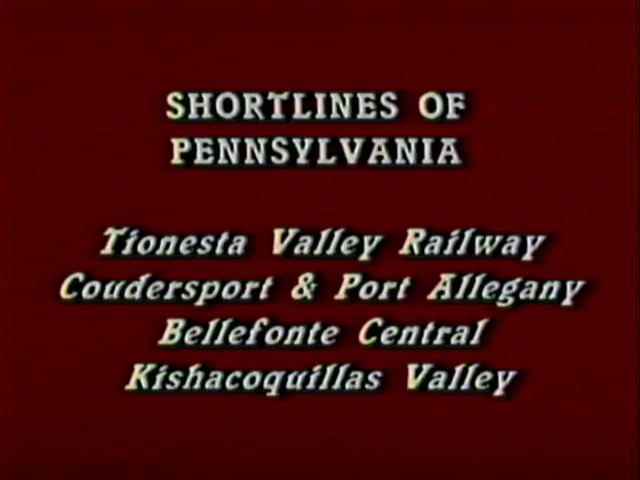 SHORTLINES OF
PENNSYLVANIA
Tionesta Valley Railway
Coudersport & Port Allegany
Bellefonte Central
Kishacoquillas Valley